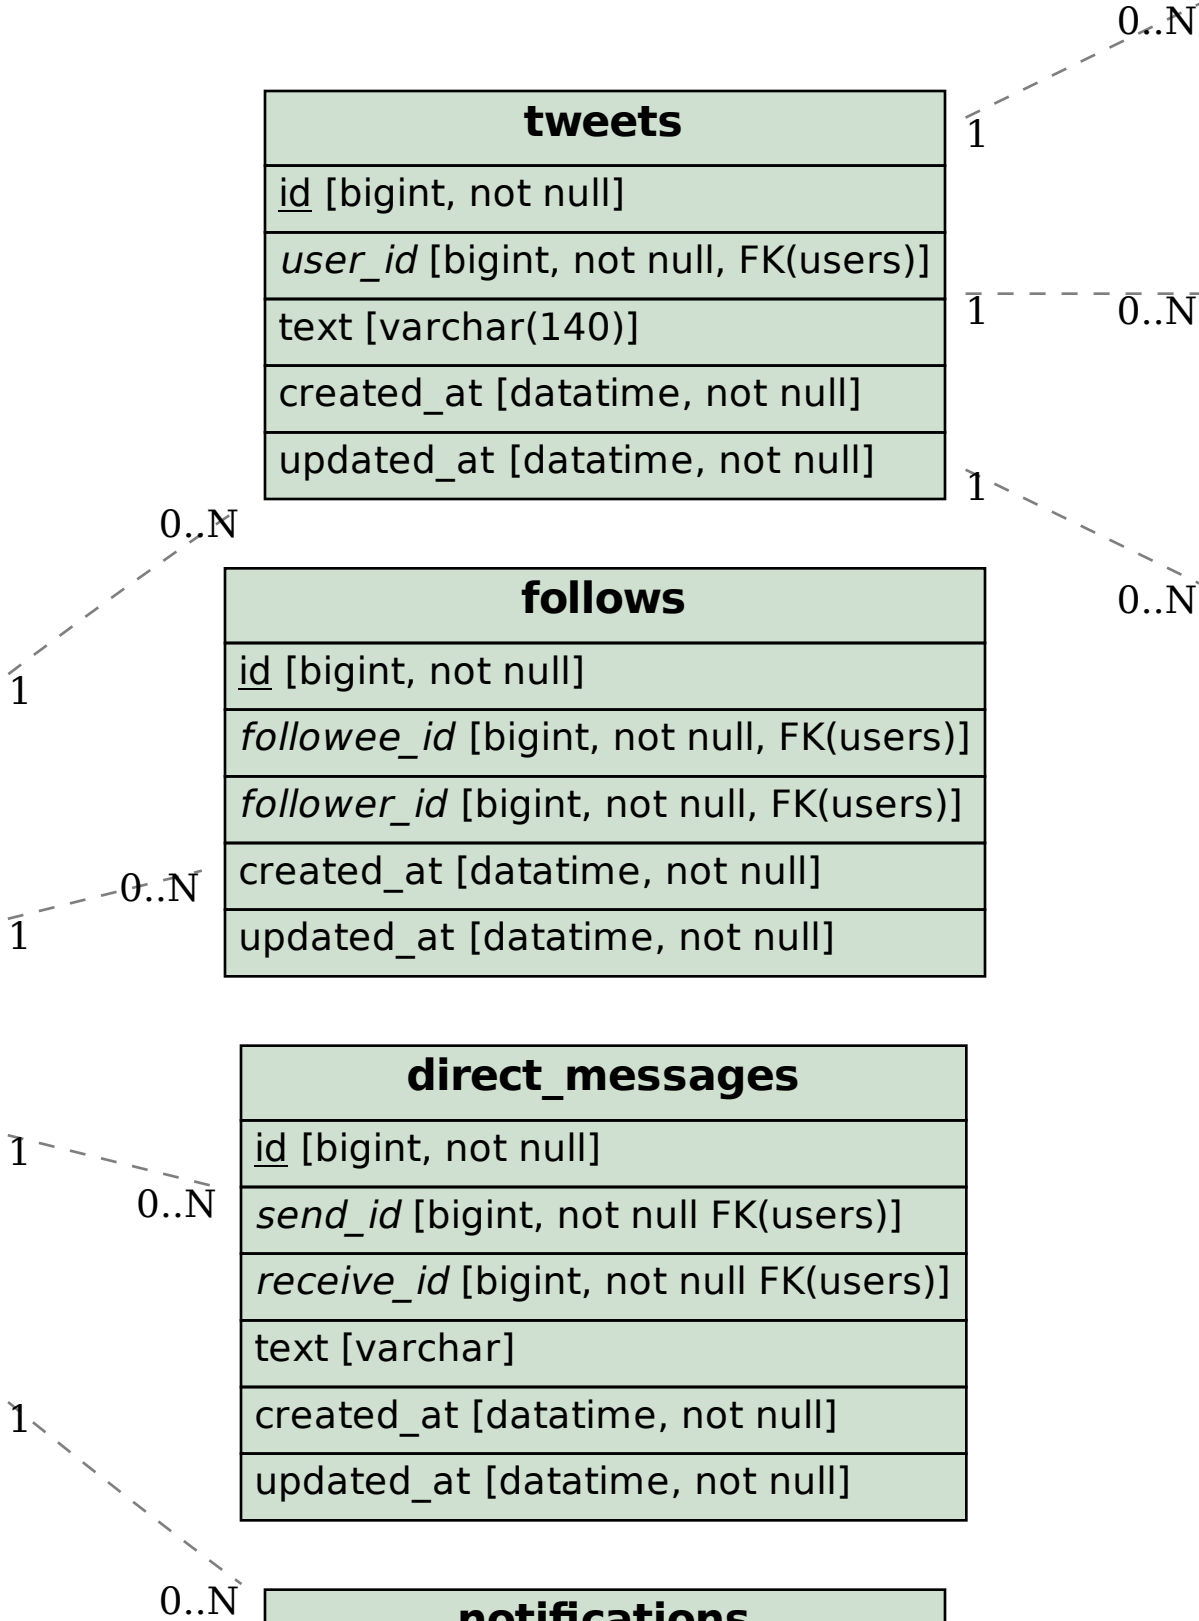 0..N
tweets
1
id [bigint, not null]
user_id [bigint, not null, FK(users)]
1
0..N
text [varchar(140)]
created_at [datatime, not null]
updated_at [datatime, not null]
1
0..N
0..N
follows
id [bigint, not null]
1
followee_id [bigint, not null, FK(users)]
follower_id [bigint, not null, FK(users)]
created_at [datatime, not null]
0..N
1
updated_at [datatime, not null]
direct_messages
id [bigint, not null]
1
0..N
send_id [bigint, not null FK(users)]
receive_id [bigint, not null FK(users)]
text [varchar]
created_at [datatime, not null]
1
updated_at [datatime, not null]
0..N
notifications